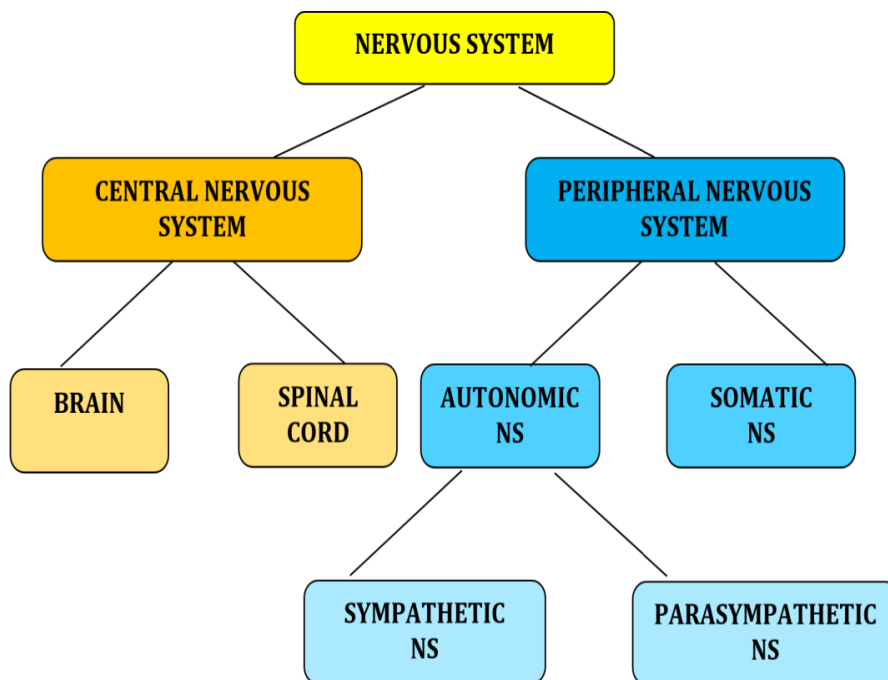 NERVOUS SYSTEM
CENTRAL NERVOUS
SYSTEM
PERIPHERAL NERVOUS
SYSTEM
BRAIN
SPINAL
CORD
AUTONOMIC
NS
SOMATIC
NS
SYMPATHETIC
NS
PARASYMPATHETIC
NS